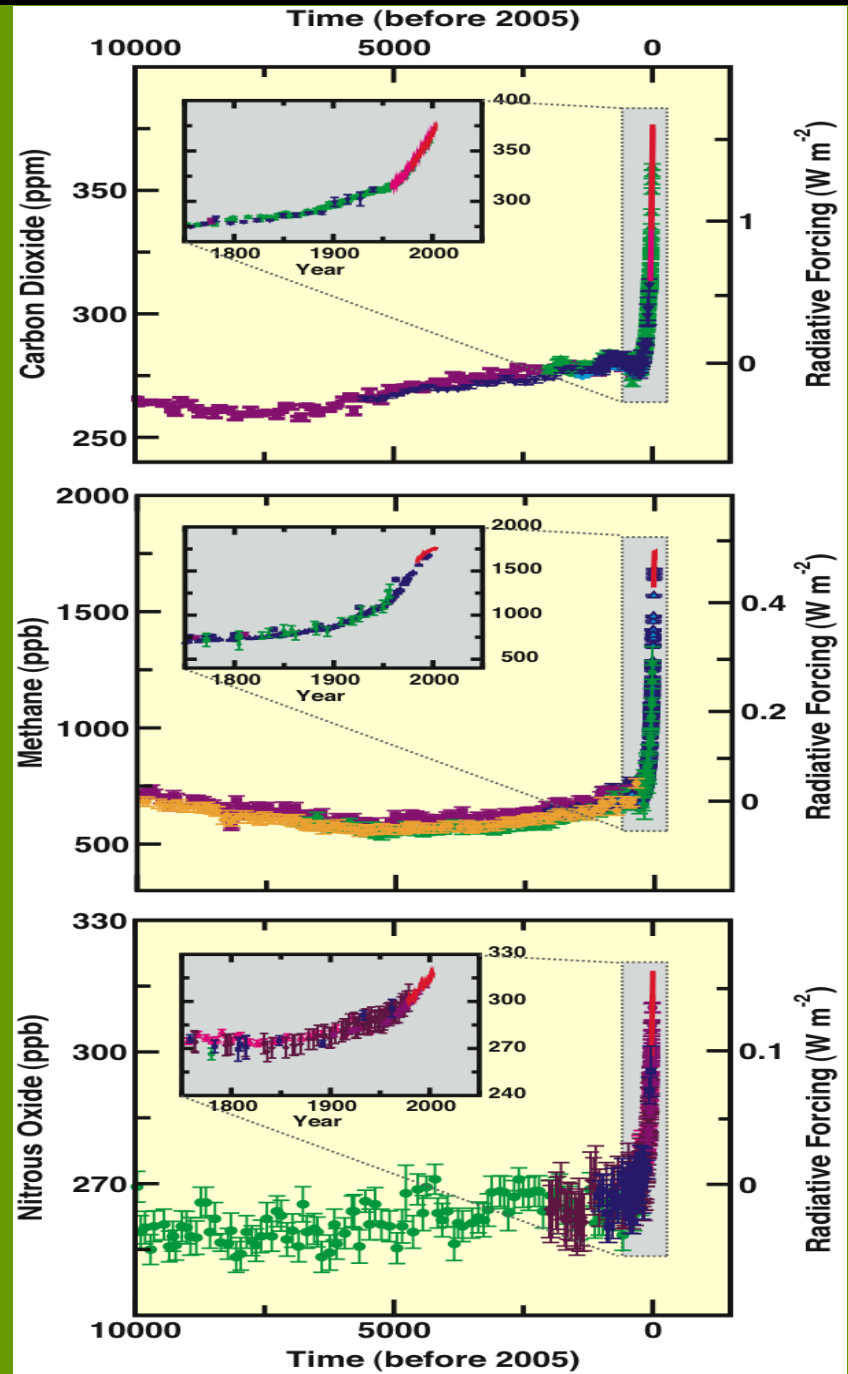 Time (before 2005)
10000 5000 0
Carbon Dioxide (ppm)
350
300
250
400
350
300
1800 1900 2000
Year
1
0
Radiative Forcing (W m-2)
Methane (ppb)
2000
1500
1000
500
2000
1500
1000
500
1800 1900 2000
Year
0.4
0.2
0
Radiative Forcing (W m-2)
Nitrous Oxide (ppb)
330
300
270
330
300
270
240
1800 1900 2000
Year
0.1
0
Radiative Forcing (W m-2)
10000 5000 0
Time (before 2005)